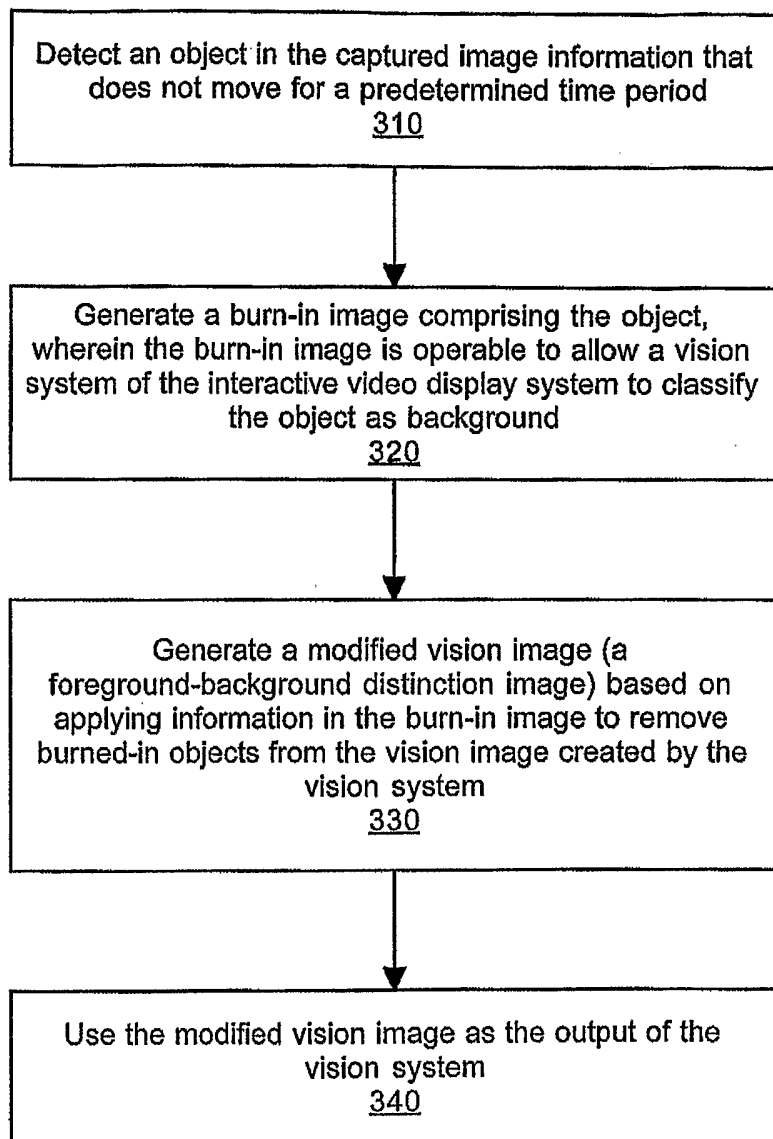 Detect an object in the captured image information that
does not move for a predetermined time period
310
Generate a burn-in image comprising the object,
wherein the burn-in image is operable to allow a vision
system of the interactive video display system to classify
the object as background
320
Generate a modified vision image (a
foreground-background distinction image) based on
applying information in the burn-in image to remove
burned-in objects from the vision image created by the
vision system
330
Use the modified vision image as the output of the
vision system
340